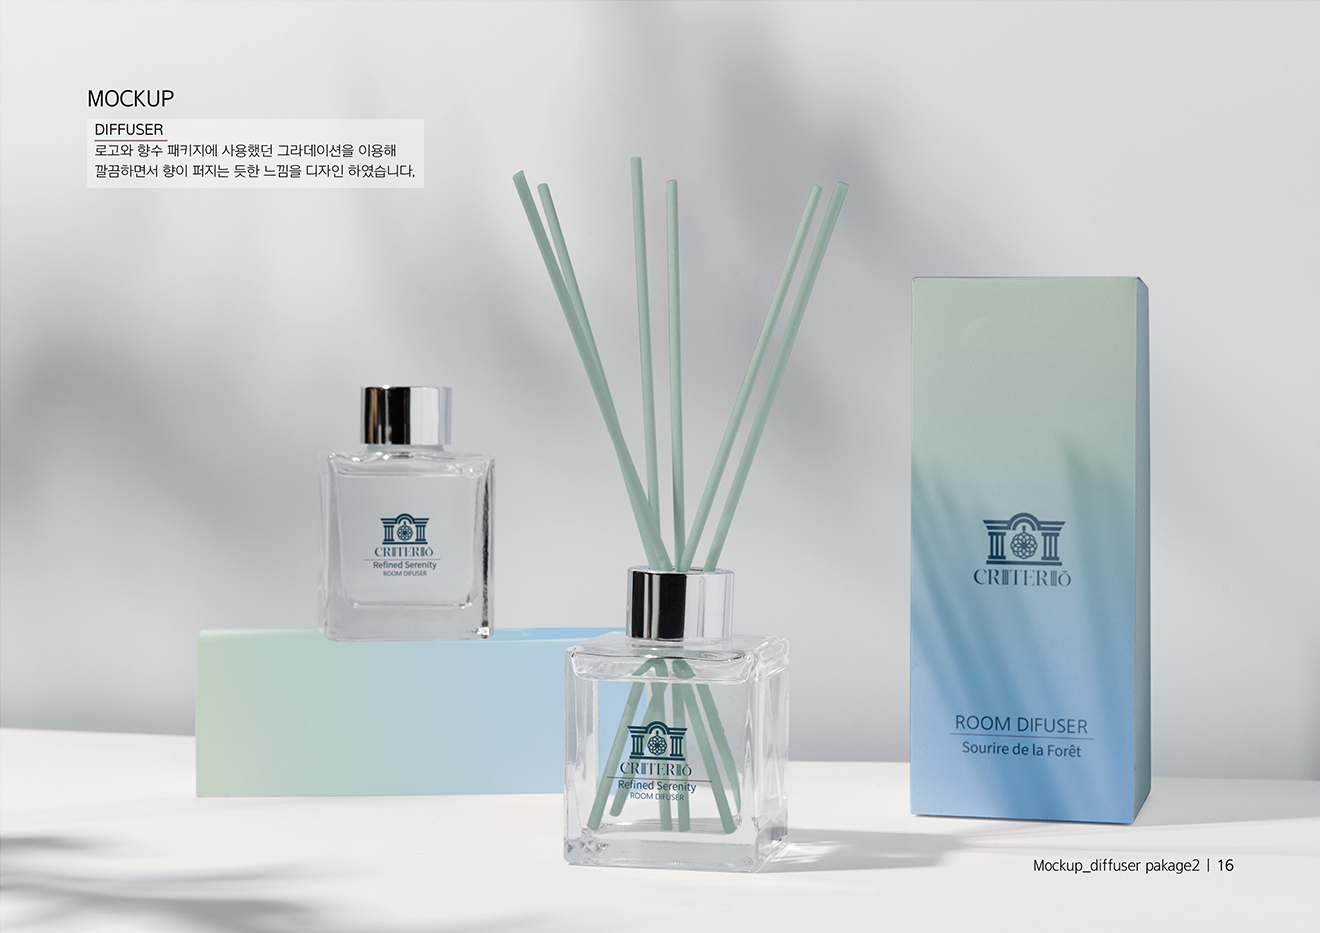 MOCKUP
DIFFUSER
로고와 향수 패키지에 사용했던 그라데이션을 이용해
깔끔하면서 향이 퍼지는 듯한 느낌을 디자인 하였습니다,
CRITERIŎ
Refined Serenity
ROOM DIFUSER
CRITERIŎ
Refined Serenity
ROOM DIFUSER
CRITERIŎ
ROOM DIFUSER
Sourire de la Forêt
Mockup_diffuser pakage2 | 16